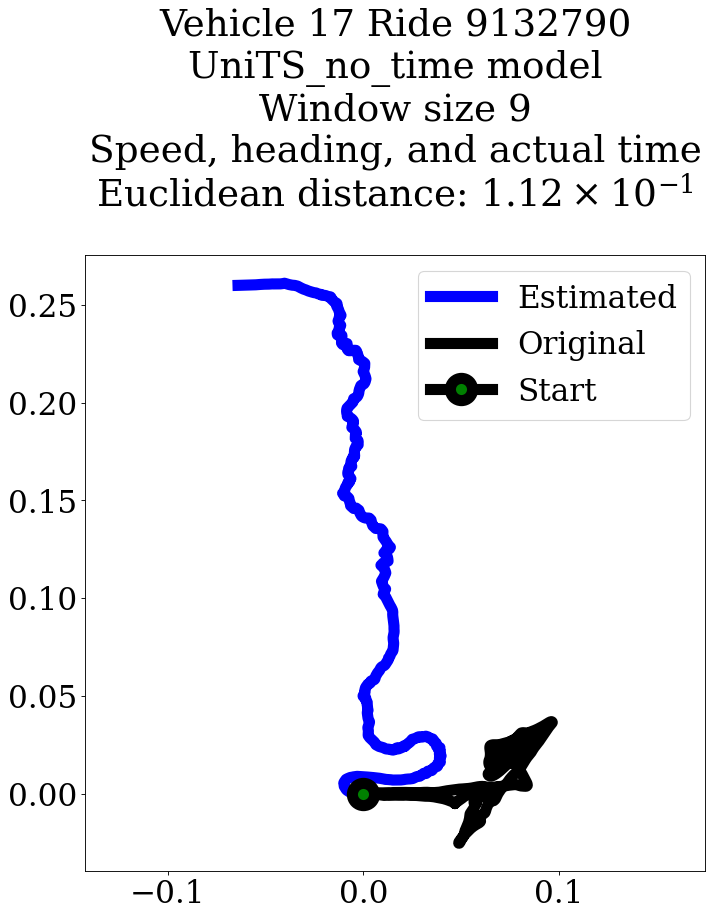 Vehicle 17 Ride 9132790
UniTS_no_time model
Window size 9
Speed, heading, and actual time
Euclidean distance: 1.12 × 10⁻¹
Estimated
Original
Start
0.25
0.20
0.15
0.10
0.05
0.00
−0.1
0.0
0.1